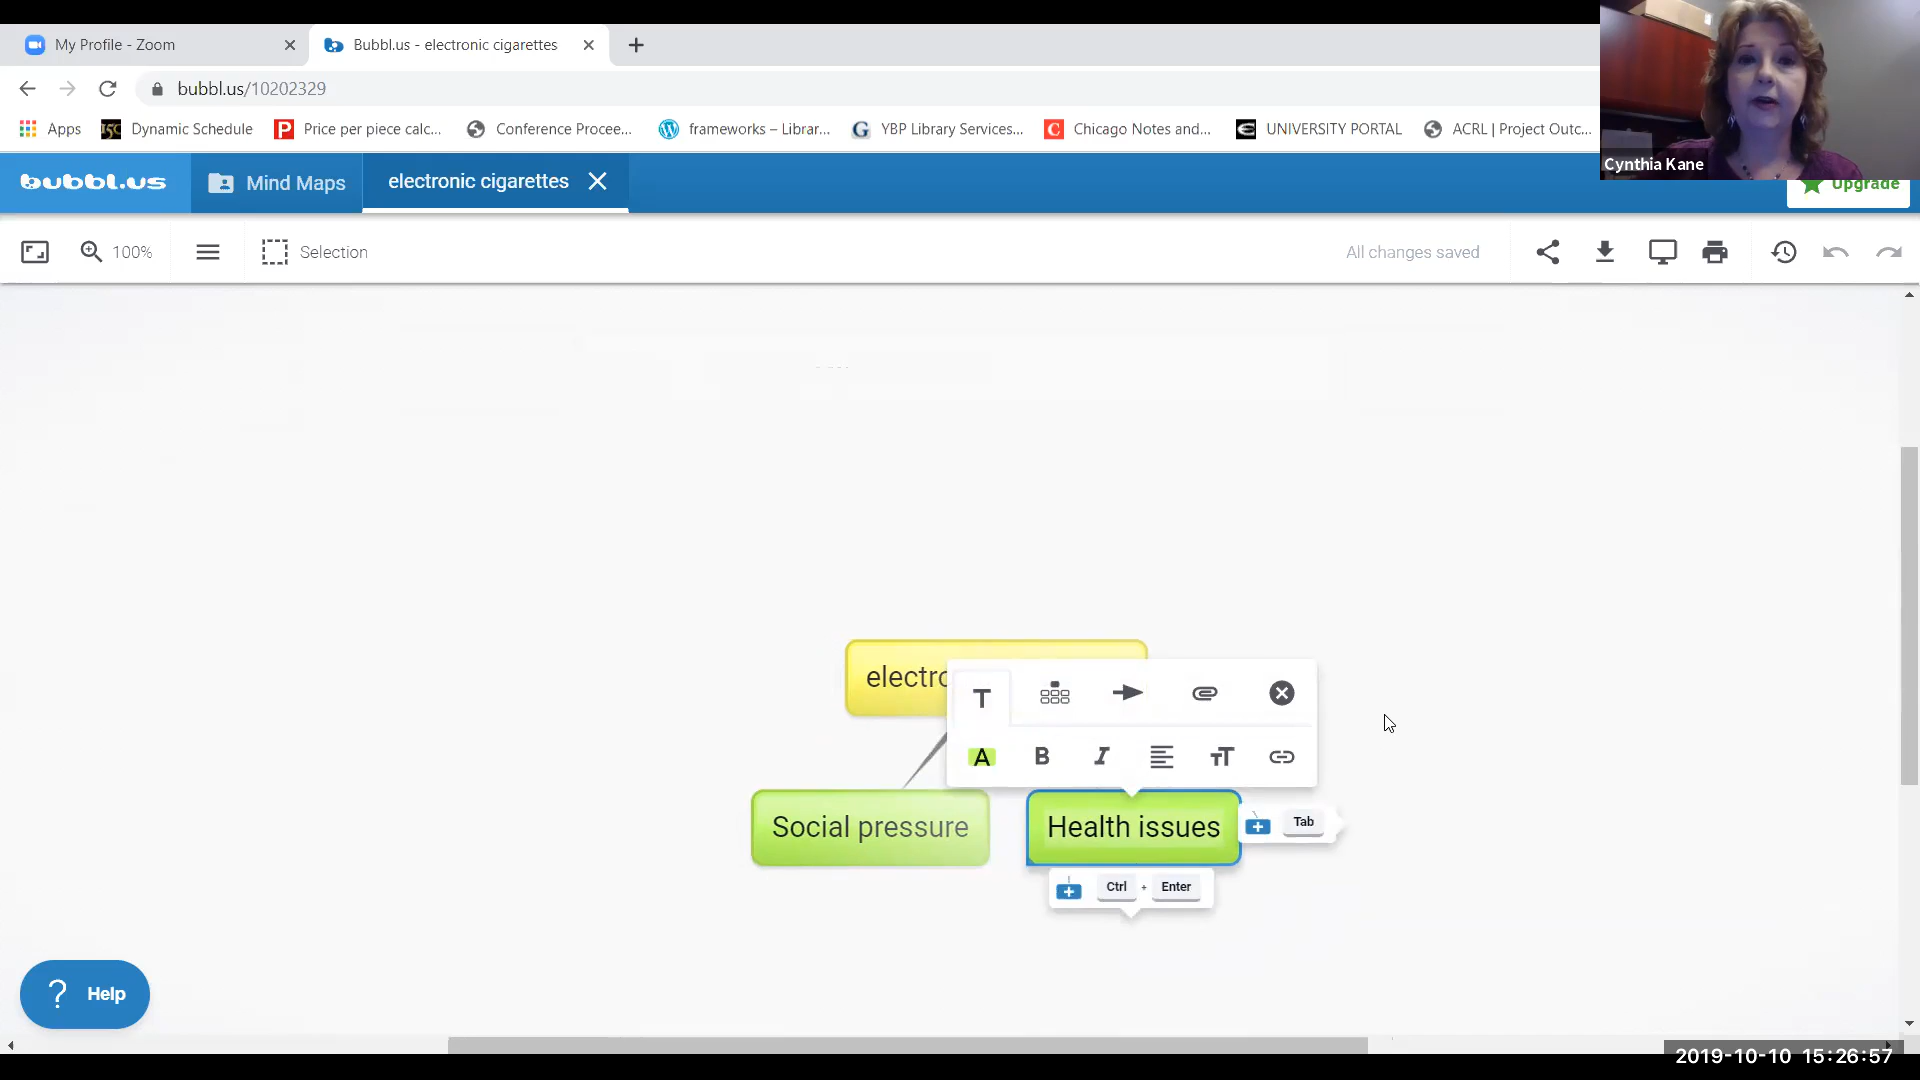 My Profile - Zoom
Bubbl.us - electronic cigarettes
bubbl.us/10202329
Apps
Dynamic Schedule
Price per piece calc...
Conference Procee...
frameworks – Librar...
YBP Library Services...
Chicago Notes and...
UNIVERSITY PORTAL
ACRL | Project Outc...
Cynthia Kane
bubbl.us
Mind Maps
electronic cigarettes
Upgrade
100%
Selection
All changes saved
electro
T
A B I TT
Social pressure
Health issues
Tab
Ctrl + Enter
? Help
2019-10-10 15:26:57